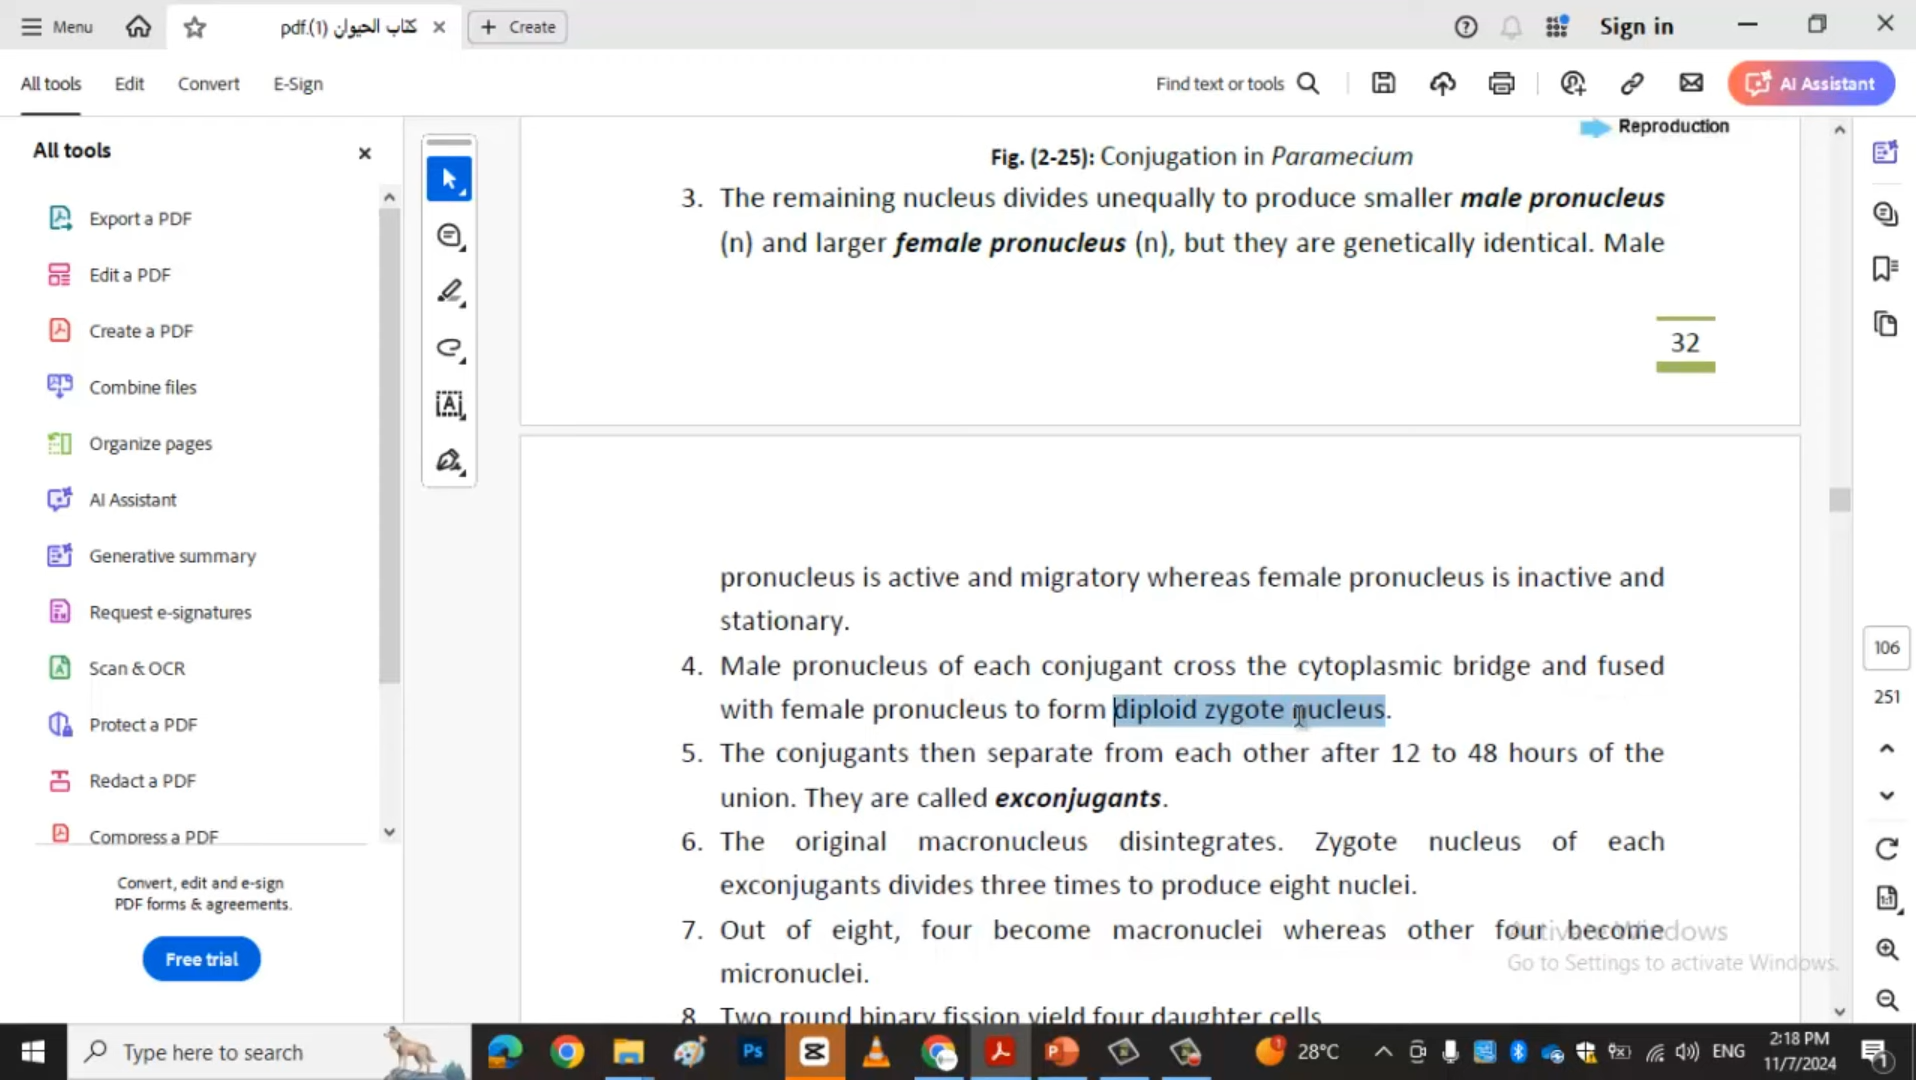 Menu
كتاب الحيوان (1).pdf
Create
Sign in
All tools
Edit
Convert
E-Sign
Find text or tools
AI Assistant
All tools
Export a PDF
Edit a PDF
Create a PDF
Combine files
Organize pages
AI Assistant
Generative summary
Request e-signatures
Scan & OCR
Protect a PDF
Redact a PDF
Compress a PDF
Convert, edit and e-sign
PDF forms & agreements.
Free trial
Reproduction
Fig. (2-25): Conjugation in Paramecium
3. The remaining nucleus divides unequally to produce smaller male pronucleus
(n) and larger female pronucleus (n), but they are genetically identical. Male
32
pronucleus is active and migratory whereas female pronucleus is inactive and
stationary.
4. Male pronucleus of each conjugant cross the cytoplasmic bridge and fused
with female pronucleus to form diploid zygote nucleus.
5. The conjugants then separate from each other after 12 to 48 hours of the
union. They are called exconjugants.
6. The original macronucleus disintegrates. Zygote nucleus of each
exconjugants divides three times to produce eight nuclei.
7. Out of eight, four become macronuclei whereas other four become
micronuclei.
8 Two round binary fission yield four daughter cells
106
251
Activate Windows
Go to Settings to activate Windows.
Type here to search
Ps
28°C
ENG
2:18 PM
11/7/2024
1